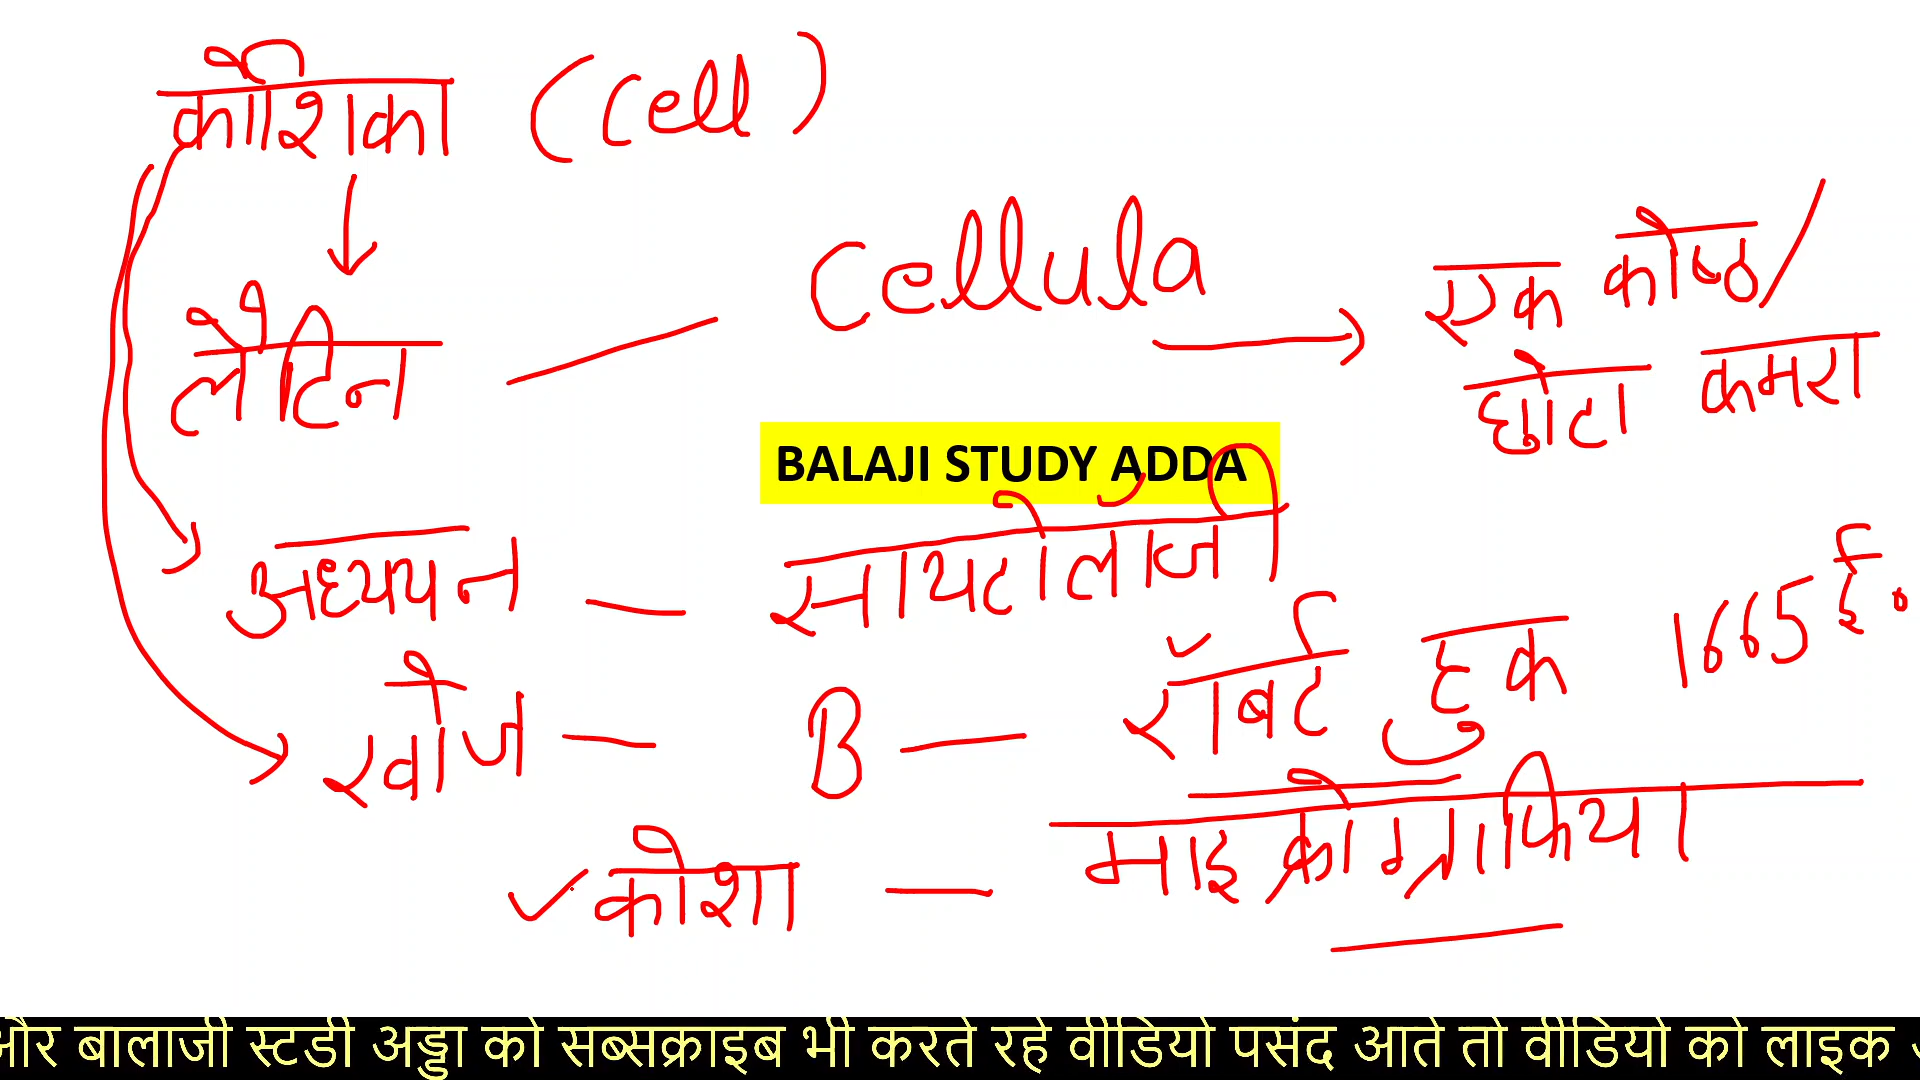 कोशिका (Cell)
लैटिन — Cellula → एक कोष्ठ/
छोटा कमरा
BALAJI STUDY ADDA
अध्ययन — सायटोलॉजी
खोज — B — रॉबर्ट हुक 1665 ई.
कोशा — माइक्रोग्राफिया
और बालाजी स्टडी अड्डा को सब्सक्राइब भी करते रहे वीडियो पसंद आते तो वीडियो को लाइक